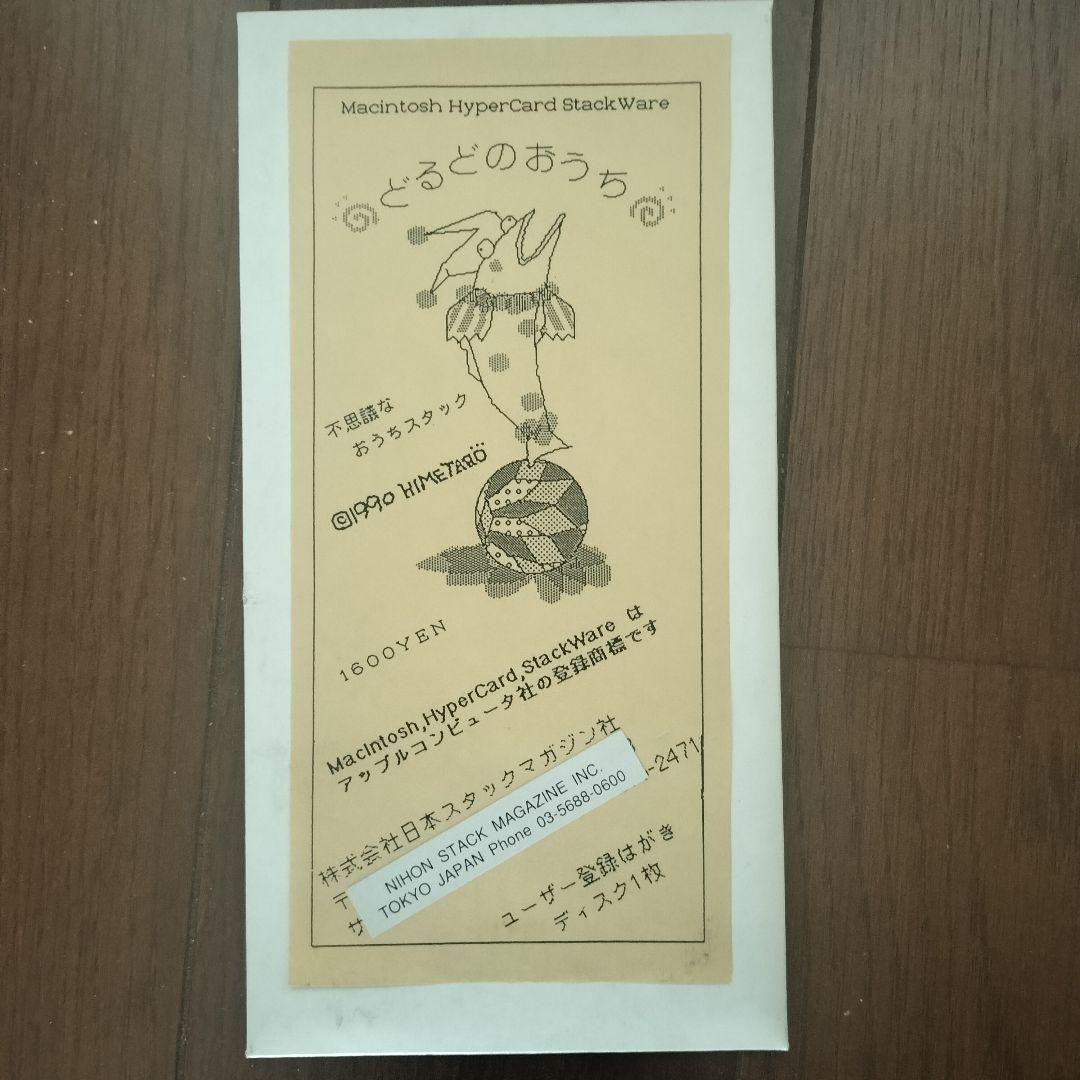 Macintosh HyperCard StackWare
どるどのおうち
不思議な
おうちスタック
©1990 HIMETARÖ
1600YEN
MacIntosh,HyperCard,StackWare は
アップルコンピュータ社の登録商標です
株式会社日本スタックマガジン社
-2471
NIHON STACK MAGAZINE INC.
TOKYO JAPAN Phone 03-5688-0600
ユーザー登録はがき
ディスク1枚